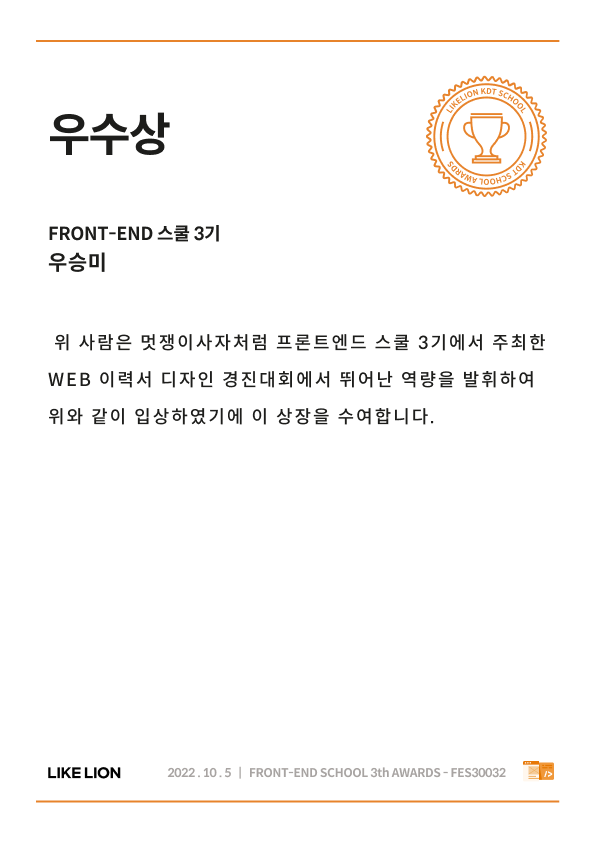 우수상
LIKELION KDT SCHOOL
KDT SCHOOL AWARDS
FRONT-END 스쿨 3기
우승미
위 사람은 멋쟁이사자처럼 프론트엔드 스쿨 3기에서 주최한
WEB 이력서 디자인 경진대회에서 뛰어난 역량을 발휘하여
위와 같이 입상하였기에 이 상장을 수여합니다.
LIKE LION
2022 . 10 . 5 | FRONT-END SCHOOL 3th AWARDS - FES30032